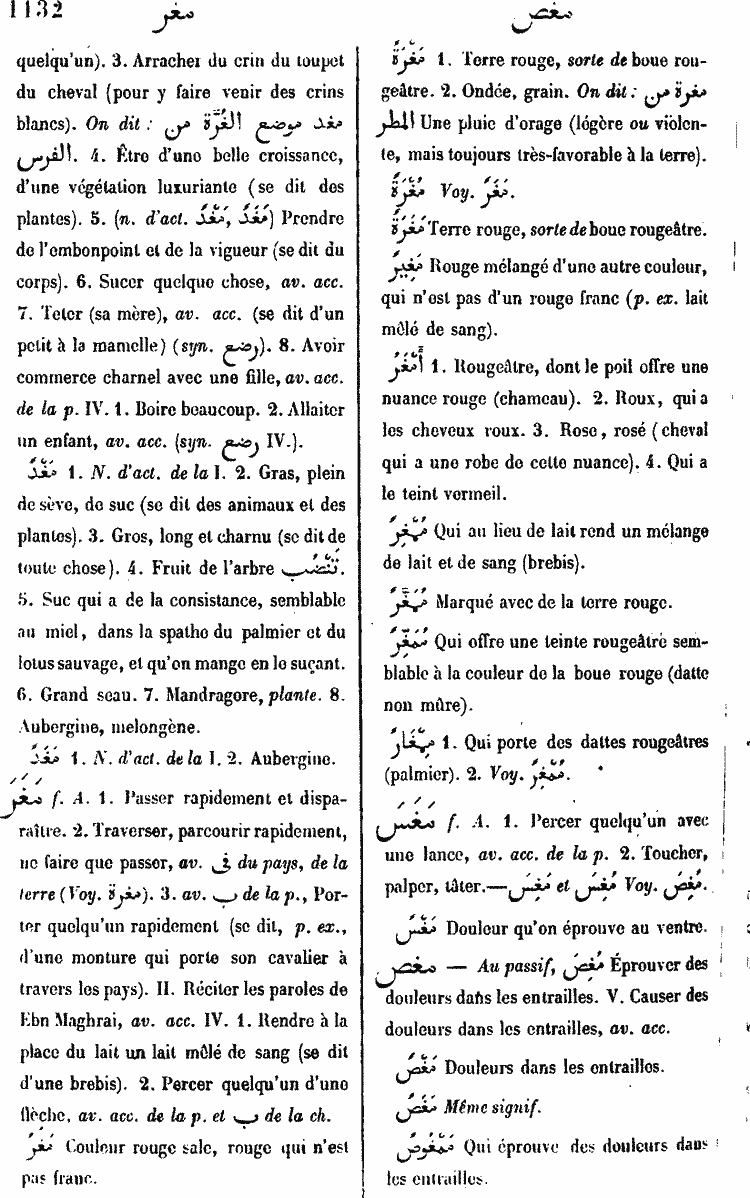 1132
مغر
مغص
quelqu'un). 3. Arracher du crin du toupet
du cheval (pour y faire venir des crins
blancs). On dit : مغد موضع الغُرَّة من
الفرس. 4. Être d'une belle croissance,
d'une végétation luxuriante (se dit des
plantes). 5. (n. d'act. مَغْدٌ, مَغَدٌ) Prendre
de l'embonpoint et de la vigueur (se dit du
corps). 6. Sucer quelque chose, av. acc.
7. Teter (sa mère), av. acc. (se dit d'un
petit à la mamelle) (syn. رضع). 8. Avoir
commerce charnel avec une fille, av. acc.
de la p. IV. 1. Boire beaucoup. 2. Allaiter
un enfant, av. acc. (syn. رضع IV.).
مَغْدٌ 1. N. d'act. de la I. 2. Gras, plein
de sève, de suc (se dit des animaux et des
plantes). 3. Gros, long et charnu (se dit de
toute chose). 4. Fruit de l'arbre تَنْضُب.
5. Suc qui a de la consistance, semblable
au miel, dans la spathe du palmier et du
lotus sauvage, et qu'on mange en le suçant.
6. Grand seau. 7. Mandragore, plante. 8.
Aubergine, melongène.
مَغَدٌ 1. N. d'act. de la I. 2. Aubergine.
مَغَرَ f. A. 1. Passer rapidement et dispa-
raître. 2. Traverser, parcourir rapidement,
ne faire que passer, av. فى du pays, de la
terre (Voy. مغرة). 3. av. ب de la p., Por-
ter quelqu'un rapidement (se dit, p. ex.,
d'une monture qui porte son cavalier à
travers les pays). II. Réciter les paroles de
Ebn Maghrai, av. acc. IV. 1. Rendre à la
place du lait un lait mêlé de sang (se dit
d'une brebis). 2. Percer quelqu'un d'une
flèche, av. acc. de la p. et ب de la ch.
مَغَرٌ Couleur rouge sale, rouge qui n'est
pas franc.
مَغْرَةٌ 1. Terre rouge, sorte de boue rou-
geâtre. 2. Ondée, grain. On dit : مغرة من
المطر Une pluie d'orage (légère ou violen-
te, mais toujours très-favorable à la terre).
مُغْرَةٌ Voy. مَغَرٌ.
مَغَرَةٌ Terre rouge, sorte de boue rougeâtre.
مَغِيرٌ Rouge mélangé d'une autre couleur,
qui n'est pas d'un rouge franc (p. ex. lait
mêlé de sang).
أَمْغَرُ 1. Rougeâtre, dont le poil offre une
nuance rouge (chameau). 2. Roux, qui a
les cheveux roux. 3. Rose, rosé (cheval
qui a une robe de cette nuance). 4. Qui a
le teint vermeil.
مُمْغِرٌ Qui au lieu de lait rend un mélange
de lait et de sang (brebis).
مُمَغَّرٌ Marqué avec de la terre rouge.
مُمَغِّرٌ Qui offre une teinte rougeâtre sem-
blable à la couleur de la boue rouge (datte
non mûre).
مِمْغَارٌ 1. Qui porte des dattes rougeâtres
(palmier). 2. Voy. مُمْغِرٌ.
مَغَسَ f. A. 1. Percer quelqu'un avec
une lance, av. acc. de la p. 2. Toucher,
palper, tâter.—مَغِسَ et مُغِسَ Voy. مُغِصَ.
مَغْسٌ Douleur qu'on éprouve au ventre.
مغص — Au passif, مُغِصَ Éprouver des
douleurs dans les entrailles. V. Causer des
douleurs dans les entrailles, av. acc.
مَغْصٌ Douleurs dans les entrailles.
مَغَصٌ Même signif.
مَمْغُوصٌ Qui éprouve des douleurs dans
les entrailles.